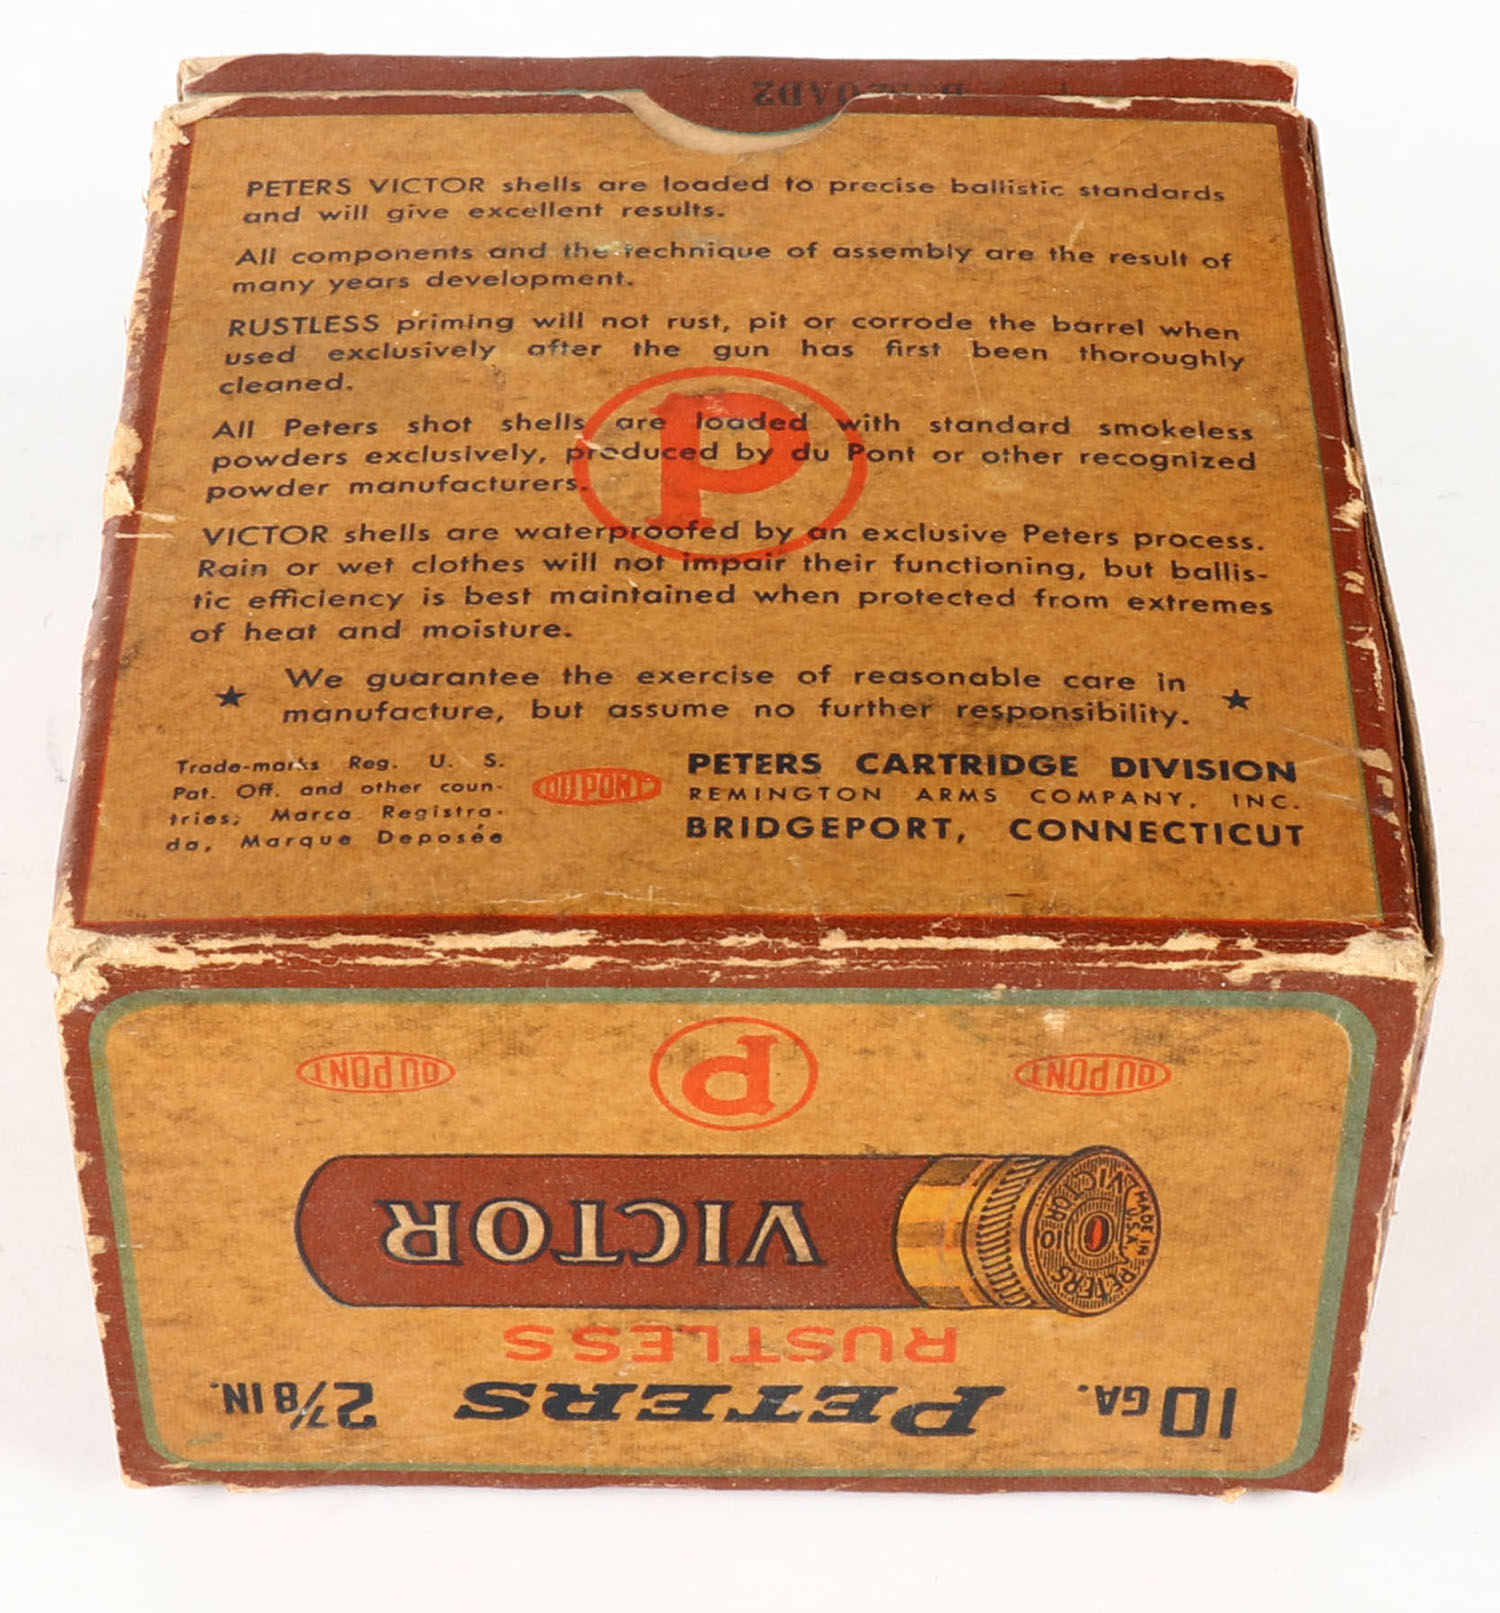 PETERS VICTOR shells are loaded to precise ballistic standards
and will give excellent results.
All components and the technique of assembly are the result of
many years development.
RUSTLESS priming will not rust, pit or corrode the barrel when
used exclusively after the gun has first been thoroughly
cleaned.
All Peters shot shells are loaded with standard smokeless
powders exclusively, produced by du Pont or other recognized
powder manufacturers.
P
VICTOR shells are waterproofed by an exclusive Peters process.
Rain or wet clothes will not impair their functioning, but ballis-
tic efficiency is best maintained when protected from extremes
of heat and moisture.
★ We guarantee the exercise of reasonable care in
manufacture, but assume no further responsibility. ★
Trade-marks Reg. U. S.
Pat. Off. and other coun-
tries; Marca Registra-
da, Marque Deposée
DU PONT
PETERS CARTRIDGE DIVISION
REMINGTON ARMS COMPANY, INC.
BRIDGEPORT, CONNECTICUT
10 GA. PETERS 2 7/8 IN.
RUSTLESS
VICTOR
PETERS VICTOR
10 10
MADE IN
U.S.A.
DU PONT P DU PONT